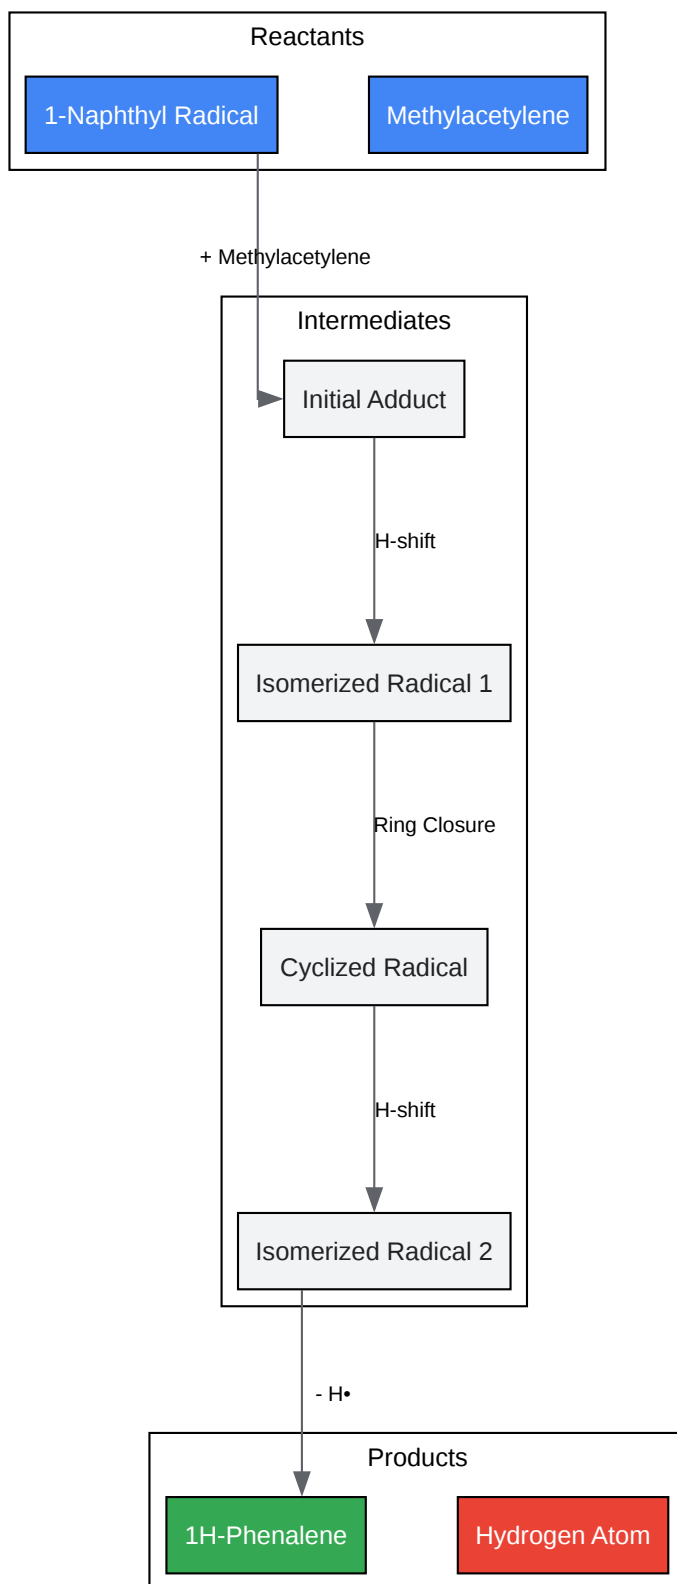 Reactants
1-Naphthyl Radical
Methylacetylene
+ Methylacetylene
Intermediates
Initial Adduct
H-shift
Isomerized Radical 1
Ring Closure
Cyclized Radical
H-shift
Isomerized Radical 2
- H•
Products
1H-Phenalene
Hydrogen Atom